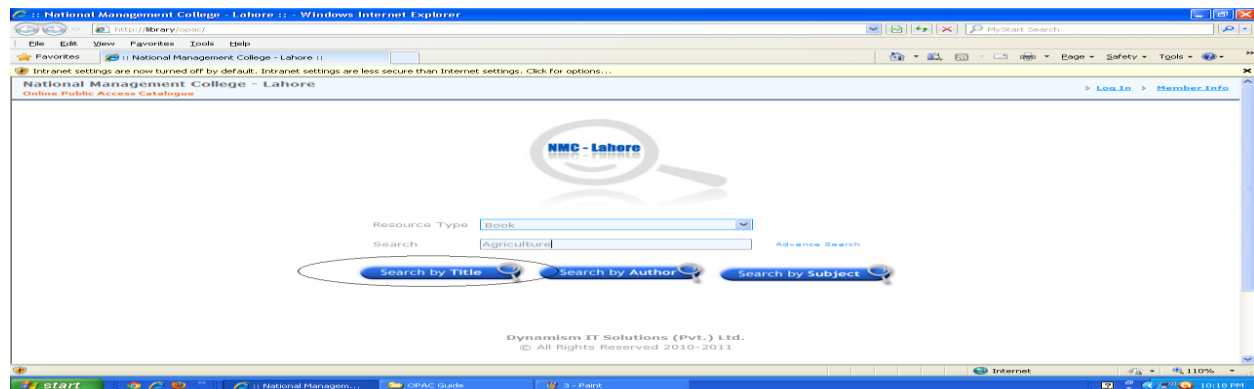 :: National Management College - Lahore :: - Windows Internet Explorer
http://library/opac/
MyStart Search
File Edit View Favorites Tools Help
Favorites :: National Management College - Lahore :: Page Safety Tools
Intranet settings are now turned off by default. Intranet settings are less secure than Internet settings. Click for options...
National Management College - Lahore
Online Public Access Catalogue
> Log In > Member Info
NMC - Lahore
Resource Type Book
Search Agriculture Advance Search
Search by Title Search by Author Search by Subject
Dynamism IT Solutions (Pvt.) Ltd.
© All Rights Reserved 2010-2011
Internet 110%
start :: National Managem... OPAC Guide 3 - Paint 10:18 PM